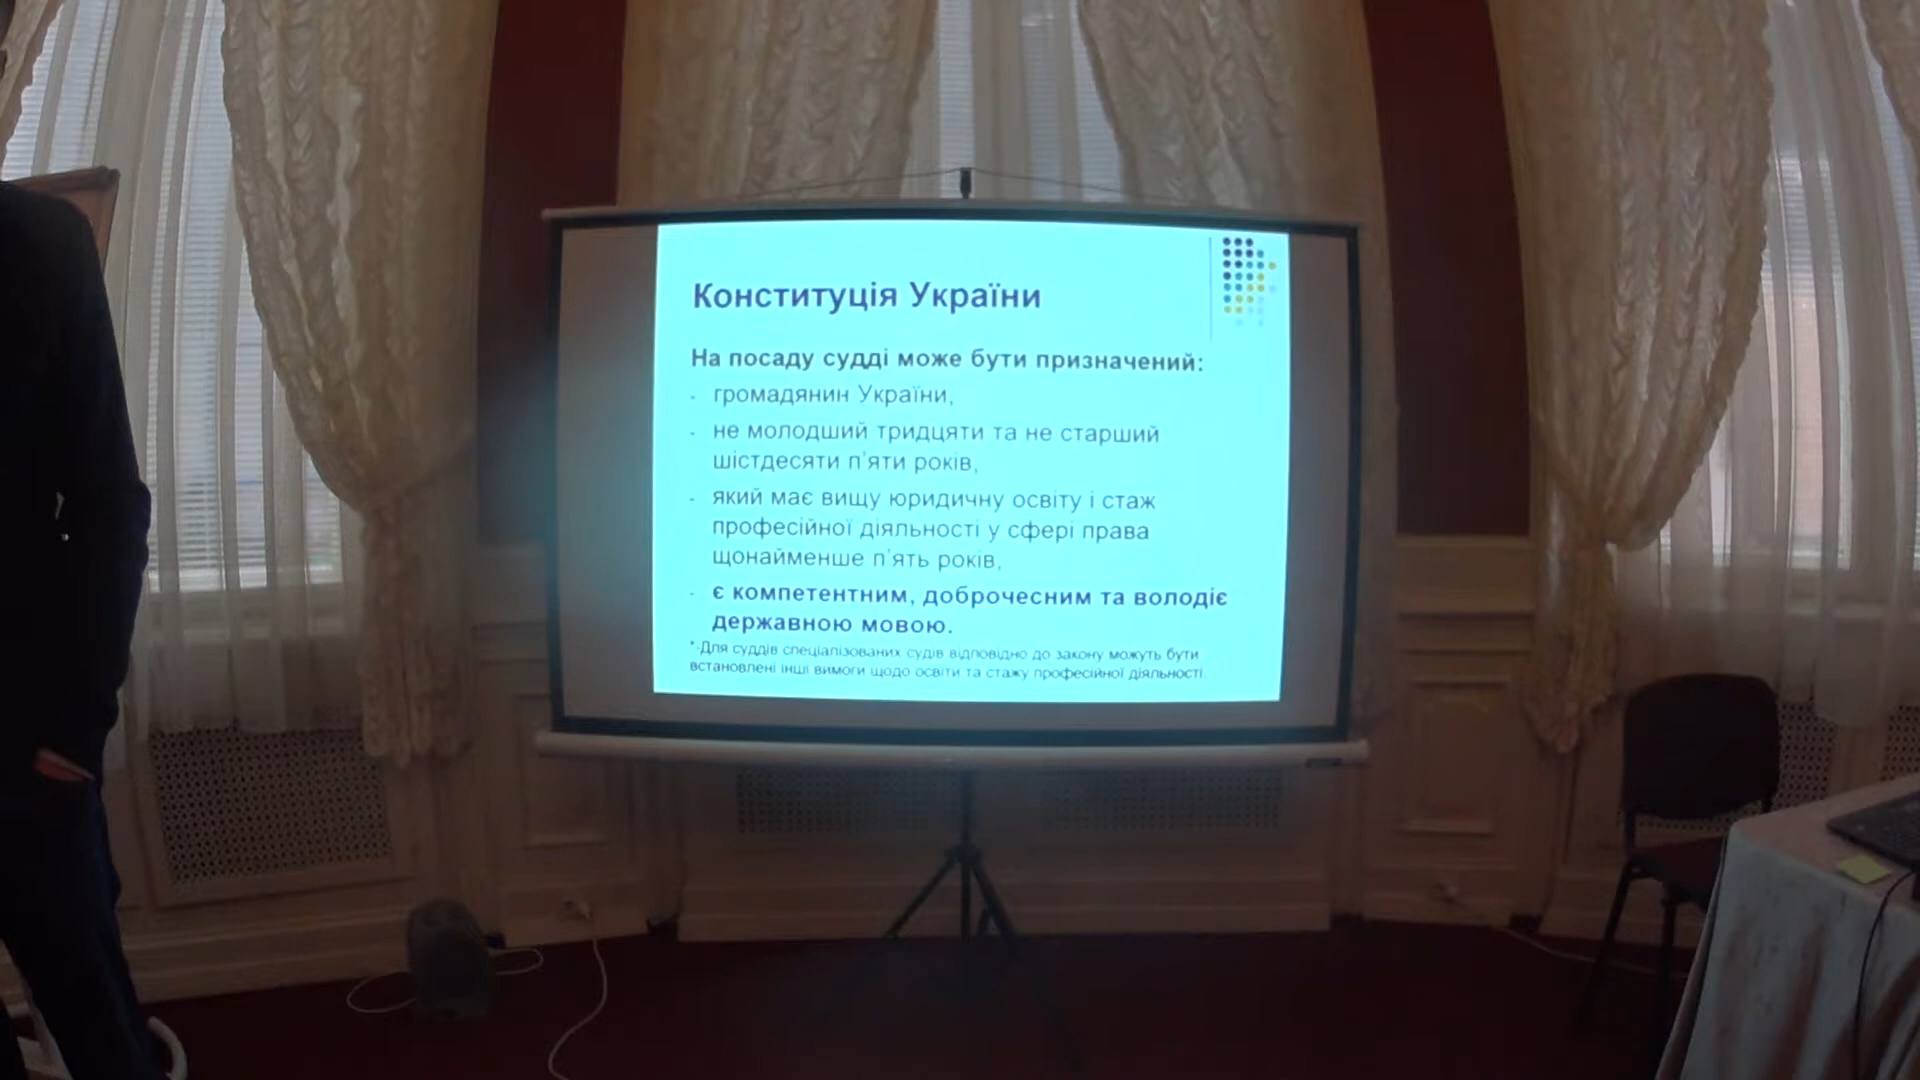 Конституція України
На посаду судді може бути призначений:
- громадянин України,
- не молодший тридцяти та не старший
шістдесяти п'яти років,
- який має вищу юридичну освіту і стаж
професійної діяльності у сфері права
щонайменше п'ять років,
- є компетентним, доброчесним та володіє
державною мовою.
* Для суддів спеціалізованих судів відповідно до закону можуть бути
встановлені інші вимоги щодо освіти та стажу професійної діяльності.